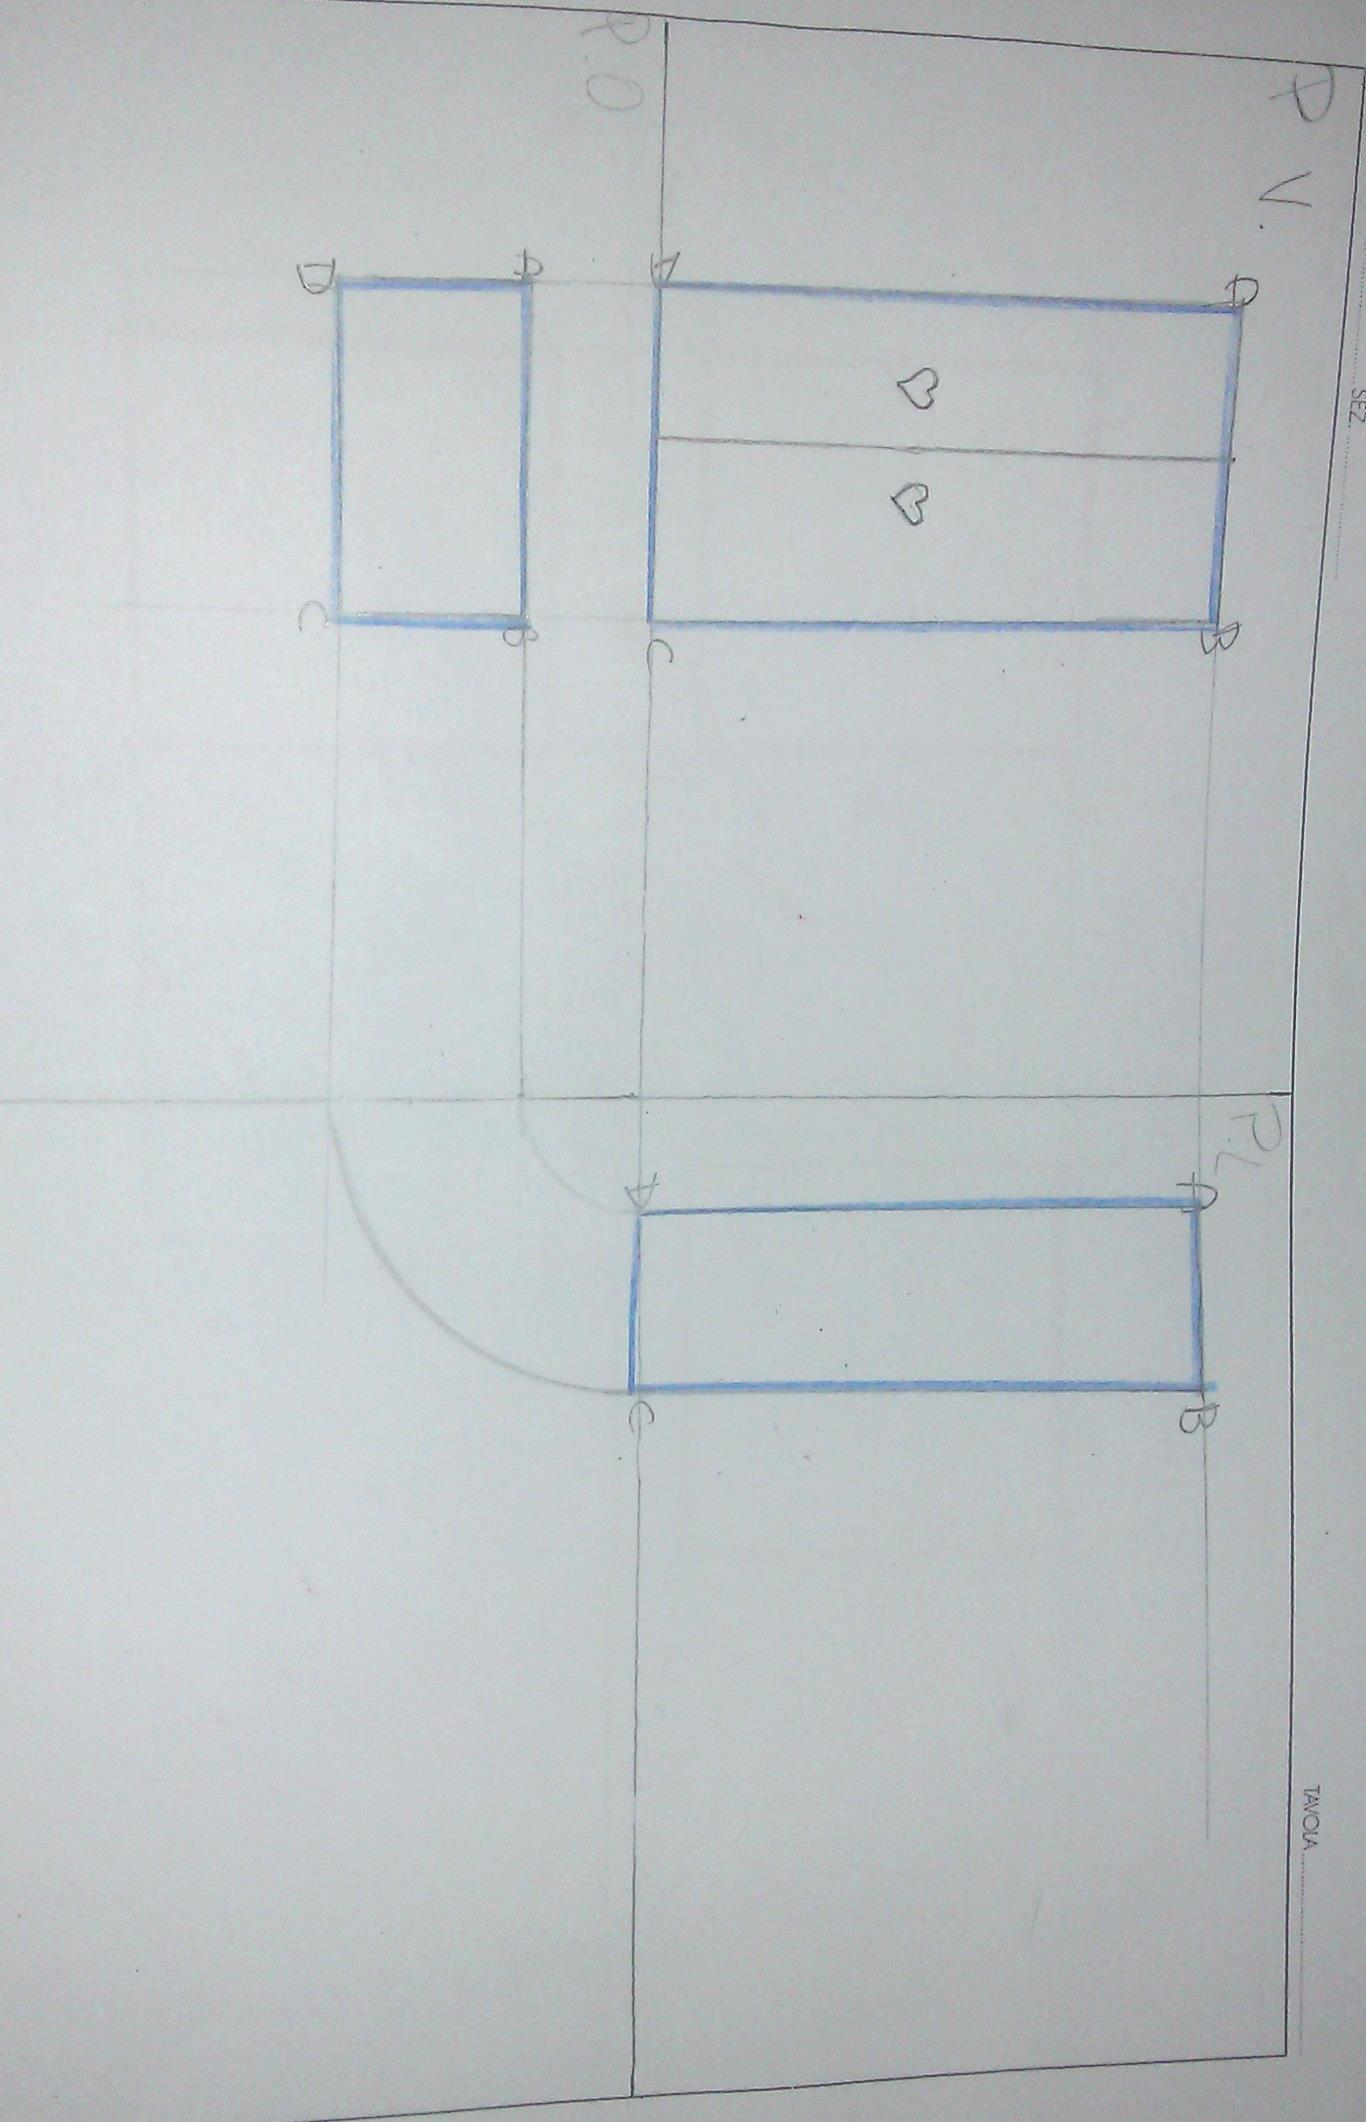 SEZ.
TAVOLA
P.V.
P.L
D B A B
A C D C
P.O.
A B
D C